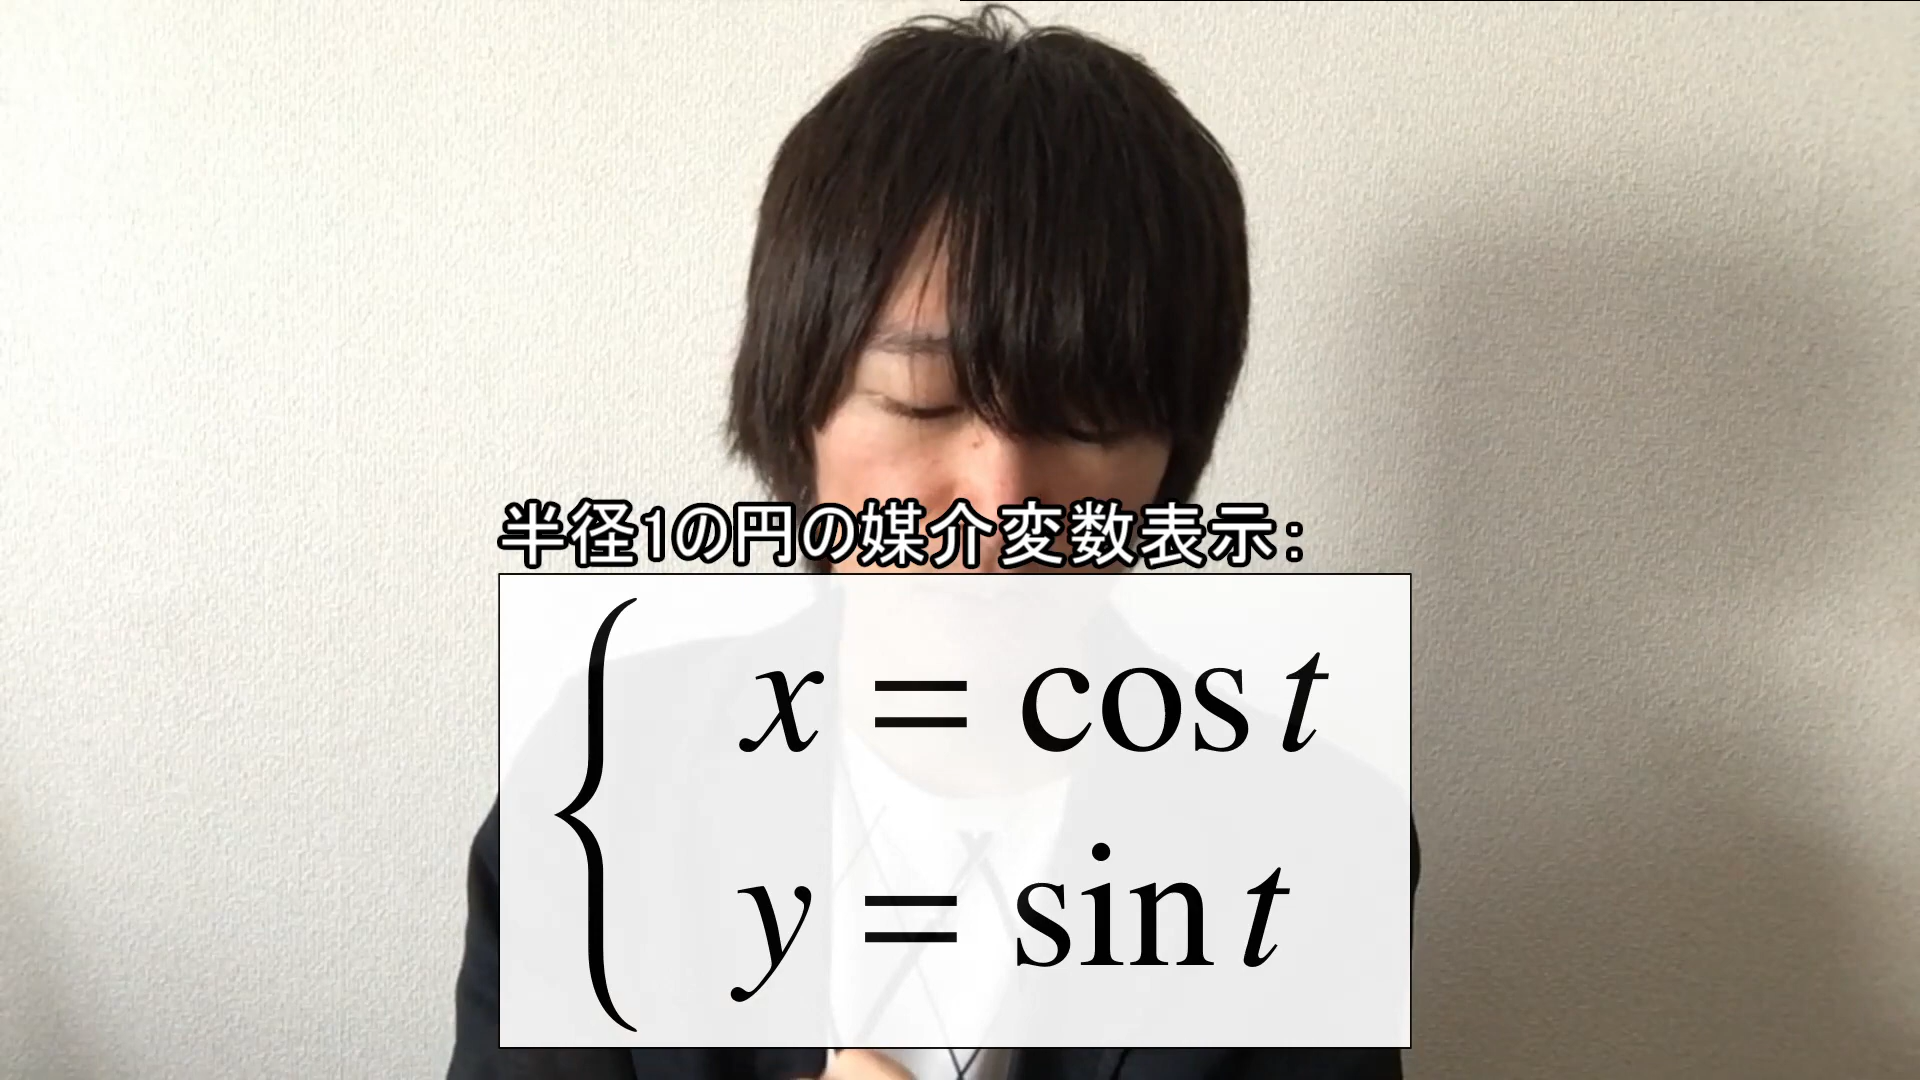 半径1の円の媒介変数表示:
x = cos t
y = sin t